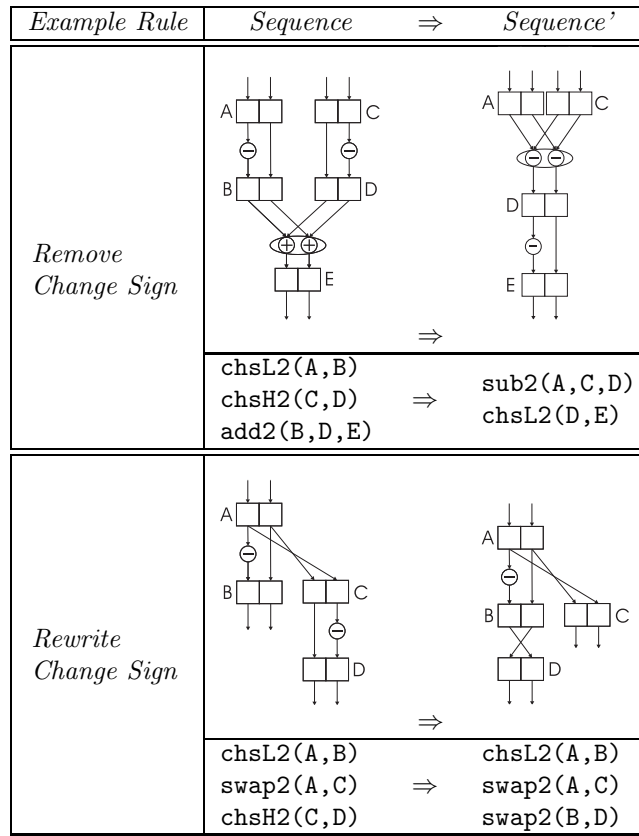 Example Rule Sequence ⇒ Sequence'
A C A C
− − − −
B D D
+ + −
E E
Remove
Change Sign
⇒
chsL2(A,B)
chsH2(C,D) ⇒
add2(B,D,E)
sub2(A,C,D)
chsL2(D,E)
A A
− −
B C B C
− D
D
Rewrite
Change Sign
⇒
chsL2(A,B) chsL2(A,B)
swap2(A,C) ⇒ swap2(A,C)
chsH2(C,D) swap2(B,D)